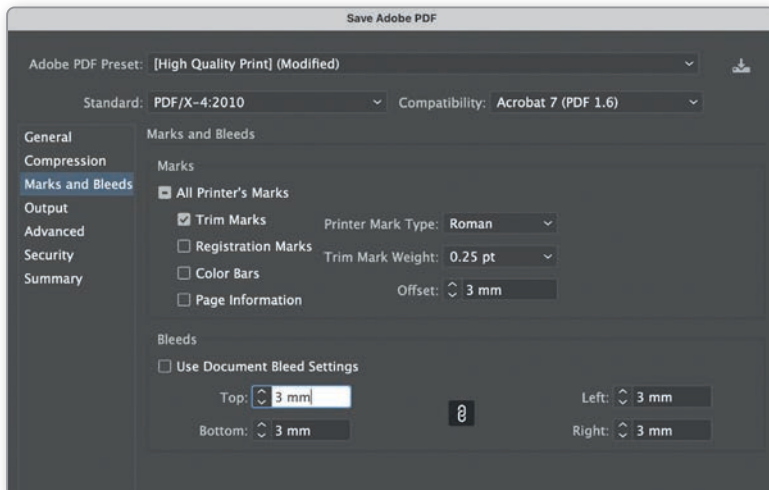 Save Adobe PDF
Adobe PDF Preset: [High Quality Print] (Modified)
Standard: PDF/X-4:2010 Compatibility: Acrobat 7 (PDF 1.6)
General
Compression
Marks and Bleeds
Output
Advanced
Security
Summary
Marks and Bleeds
Marks
All Printer's Marks
Trim Marks Printer Mark Type: Roman
Registration Marks Trim Mark Weight: 0.25 pt
Color Bars Offset: 3 mm
Page Information
Bleeds
Use Document Bleed Settings
Top: 3 mm Left: 3 mm
Bottom: 3 mm Right: 3 mm